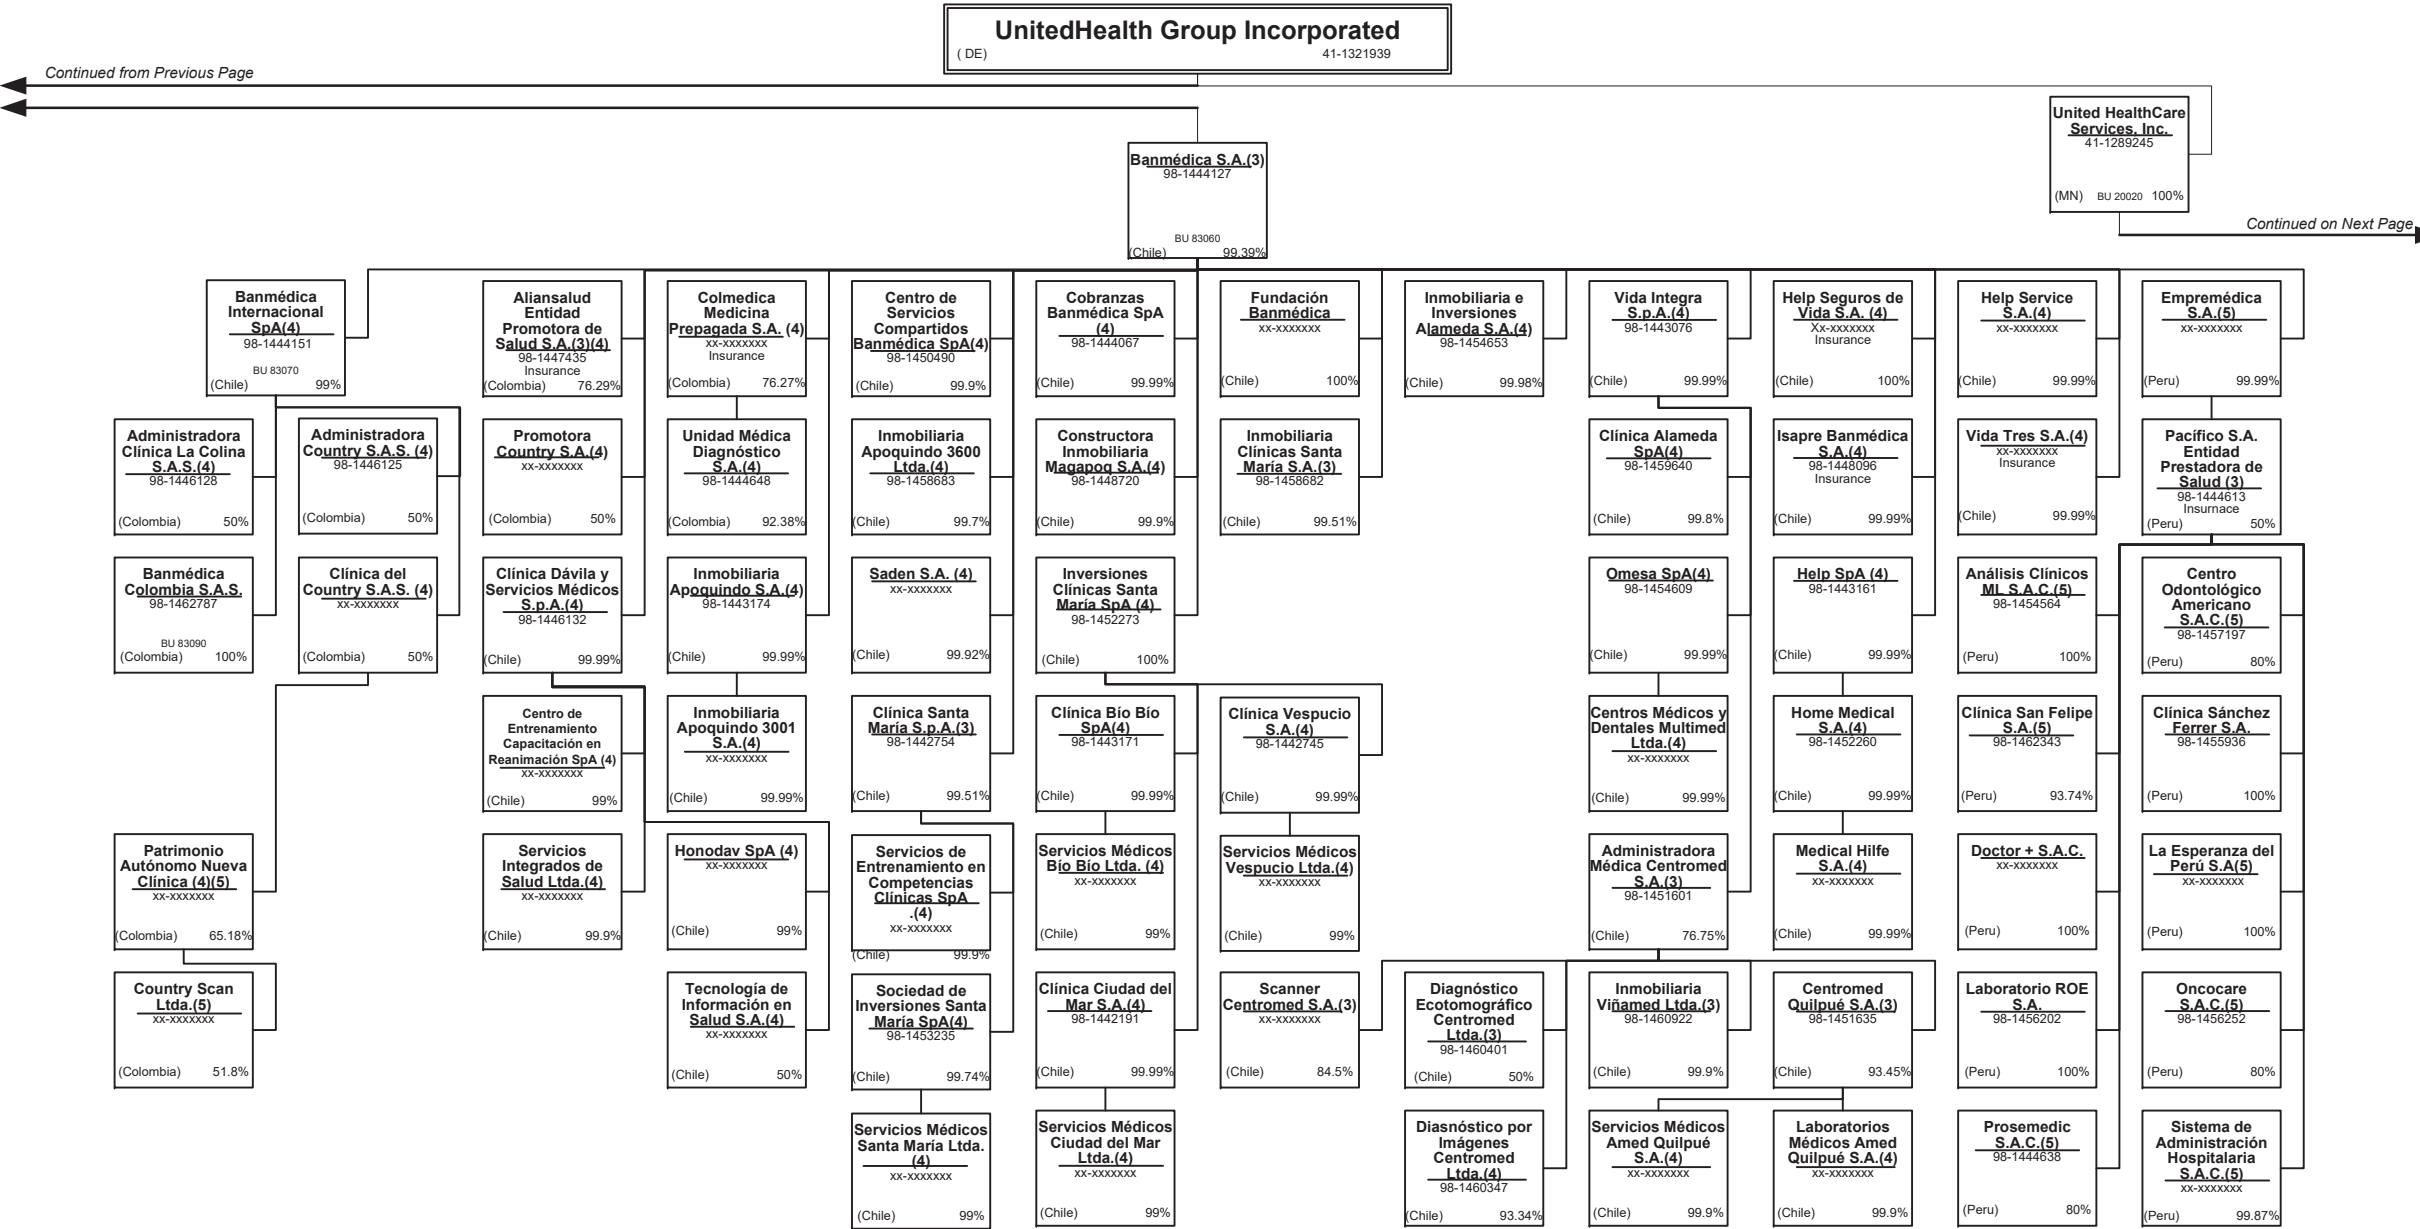 UnitedHealth Group Incorporated
( DE) 41-1321939
Continued from Previous Page
United HealthCare
Services, Inc.
41-1289245
(MN) BU 20020 100%
Continued on Next Page
Banmédica S.A.(3)
98-1444127
BU 83060
(Chile) 99.39%
Banmédica
Internacional
SpA(4)
98-1444151
BU 83070
(Chile) 99%
Aliansalud
Entidad
Promotora de
Salud S.A.(3)(4)
98-1447435
Insurance
(Colombia) 76.29%
Colmedica
Medicina
Prepagada S.A. (4)
xx-xxxxxxx
Insurance
(Colombia) 76.27%
Centro de
Servicios
Compartidos
Banmédica SpA(4)
98-1450490
(Chile) 99.9%
Cobranzas
Banmédica SpA
(4)
98-1444067
(Chile) 99.99%
Fundación
Banmédica
xx-xxxxxxx
(Chile) 100%
Inmobiliaria e
Inversiones
Alameda S.A.(4)
98-1454653
(Chile) 99.98%
Vida Integra
S.p.A.(4)
98-1443076
(Chile) 99.99%
Help Seguros de
Vida S.A. (4)
Xx-xxxxxxx
Insurance
(Chile) 100%
Help Service
S.A.(4)
xx-xxxxxxx
(Chile) 99.99%
Empremédica
S.A.(5)
xx-xxxxxxx
(Peru) 99.99%
Administradora
Clínica La Colina
S.A.S.(4)
98-1446128
(Colombia) 50%
Administradora
Country S.A.S. (4)
98-1446125
(Colombia) 50%
Promotora
Country S.A.(4)
xx-xxxxxxx
(Colombia) 50%
Unidad Médica
Diagnóstico
S.A.(4)
98-1444648
(Colombia) 92.38%
Inmobiliaria
Apoquindo 3600
Ltda.(4)
98-1458683
(Chile) 99.7%
Constructora
Inmobiliaria
Magapoq S.A.(4)
98-1448720
(Chile) 99.9%
Inmobiliaria
Clínicas Santa
María S.A.(3)
98-1458682
(Chile) 99.51%
Clínica Alameda
SpA(4)
98-1459640
(Chile) 99.8%
Isapre Banmédica
S.A.(4)
98-1448096
Insurance
(Chile) 99.99%
Vida Tres S.A.(4)
xx-xxxxxxx
Insurance
(Chile) 99.99%
Pacífico S.A.
Entidad
Prestadora de
Salud (3)
98-1444613
Insurnace
(Peru) 50%
Banmédica
Colombia S.A.S.
98-1462787
BU 83090
(Colombia) 100%
Clínica del
Country S.A.S. (4)
xx-xxxxxxx
(Colombia) 50%
Clínica Dávila y
Servicios Médicos
S.p.A.(4)
98-1446132
(Chile) 99.99%
Inmobiliaria
Apoquindo S.A.(4)
98-1443174
(Chile) 99.99%
Saden S.A. (4)
xx-xxxxxxx
(Chile) 99.92%
Inversiones
Clínicas Santa
María SpA (4)
98-1452273
(Chile) 100%
Omesa SpA(4)
98-1454609
(Chile) 99.99%
Help SpA (4)
98-1443161
(Chile) 99.99%
Análisis Clínicos
ML S.A.C.(5)
98-1454564
(Peru) 100%
Centro
Odontológico
Americano
S.A.C.(5)
98-1457197
(Peru) 80%
Centro de
Entrenamiento
Capacitación en
Reanimación SpA (4)
xx-xxxxxxx
(Chile) 99%
Inmobiliaria
Apoquindo 3001
S.A.(4)
xx-xxxxxxx
(Chile) 99.99%
Clínica Santa
María S.p.A.(3)
98-1442754
(Chile) 99.51%
Clínica Bío Bío
SpA(4)
98-1443171
(Chile) 99.99%
Clínica Vespucio
S.A.(4)
98-1442745
(Chile) 99.99%
Centros Médicos y
Dentales Multimed
Ltda.(4)
xx-xxxxxxx
(Chile) 99.99%
Home Medical
S.A.(4)
98-1452260
(Chile) 99.99%
Clínica San Felipe
S.A.(5)
98-1462343
(Peru) 93.74%
Clínica Sánchez
Ferrer S.A.
98-1455936
(Peru) 100%
Patrimonio
Autónomo Nueva
Clínica (4)(5)
xx-xxxxxxx
(Colombia) 65.18%
Servicios
Integrados de
Salud Ltda.(4)
xx-xxxxxxx
(Chile) 99.9%
Honodav SpA (4)
xx-xxxxxxx
(Chile) 99%
Servicios de
Entrenamiento en
Competencias
Clínicas SpA
.(4)
xx-xxxxxxx
(Chile) 99.9%
Servicios Médicos
Bío Bío Ltda. (4)
xx-xxxxxxx
(Chile) 99%
Servicios Médicos
Vespucio Ltda.(4)
xx-xxxxxxx
(Chile) 99%
Administradora
Médica Centromed
S.A.(3)
98-1451601
(Chile) 76.75%
Medical Hilfe
S.A.(4)
xx-xxxxxxx
(Chile) 99.99%
Doctor + S.A.C.
xx-xxxxxxx
(Peru) 100%
La Esperanza del
Perú S.A(5)
xx-xxxxxxx
(Peru) 100%
Country Scan
Ltda.(5)
xx-xxxxxxx
(Colombia) 51.8%
Tecnología de
Información en
Salud S.A.(4)
xx-xxxxxxx
(Chile) 50%
Sociedad de
Inversiones Santa
María SpA(4)
98-1453235
(Chile) 99.74%
Clínica Ciudad del
Mar S.A.(4)
98-1442191
(Chile) 99.99%
Scanner
Centromed S.A.(3)
xx-xxxxxxx
(Chile) 84.5%
Diagnóstico
Ecotomográfico
Centromed
Ltda.(3)
98-1460401
(Chile) 50%
Inmobiliaria
Viñamed Ltda.(3)
98-1460922
(Chile) 99.9%
Centromed
Quilpué S.A.(3)
98-1451635
(Chile) 93.45%
Laboratorio ROE
S.A.
98-1456202
(Peru) 100%
Oncocare
S.A.C.(5)
98-1456252
(Peru) 80%
Servicios Médicos
Santa María Ltda.
(4)
xx-xxxxxxx
(Chile) 99%
Servicios Médicos
Ciudad del Mar
Ltda.(4)
xx-xxxxxxx
(Chile) 99%
Diasnóstico por
Imágenes
Centromed
Ltda.(4)
98-1460347
(Chile) 93.34%
Servicios Médicos
Amed Quilpué
S.A.(4)
xx-xxxxxxx
(Chile) 99.9%
Laboratorios
Médicos Amed
Quilpué S.A.(4)
xx-xxxxxxx
(Chile) 99.9%
Prosemedic
S.A.C.(5)
98-1444638
(Peru) 80%
Sistema de
Administración
Hospitalaria
S.A.C.(5)
xx-xxxxxxx
(Peru) 99.87%